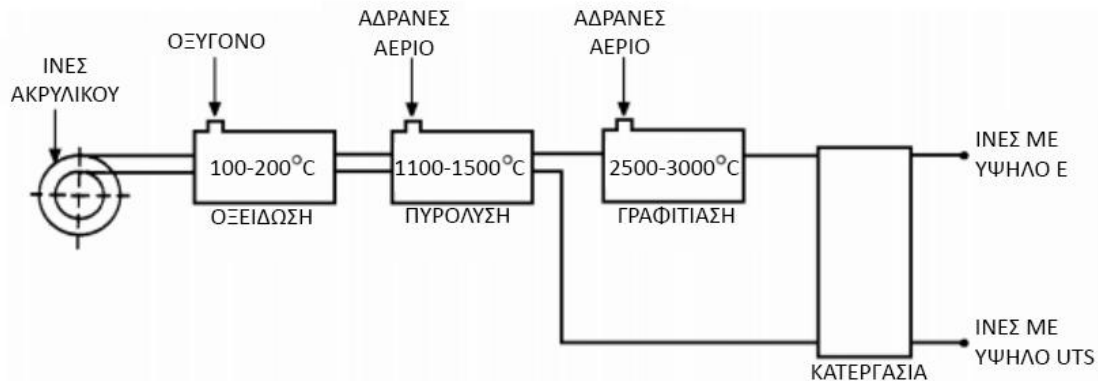 ΙΝΕΣ
ΑΚΡΥΛΙΚΟΥ
ΟΞΥΓΟΝΟ
ΑΔΡΑΝΕΣ
ΑΕΡΙΟ
ΑΔΡΑΝΕΣ
ΑΕΡΙΟ
100-200°C
ΟΞΕΙΔΩΣΗ
1100-1500°C
ΠΥΡΟΛΥΣΗ
2500-3000°C
ΓΡΑΦΙΤΙΑΣΗ
ΙΝΕΣ ΜΕ
ΥΨΗΛΟ Ε
ΙΝΕΣ ΜΕ
ΥΨΗΛΟ UTS
ΚΑΤΕΡΓΑΣΙΑ